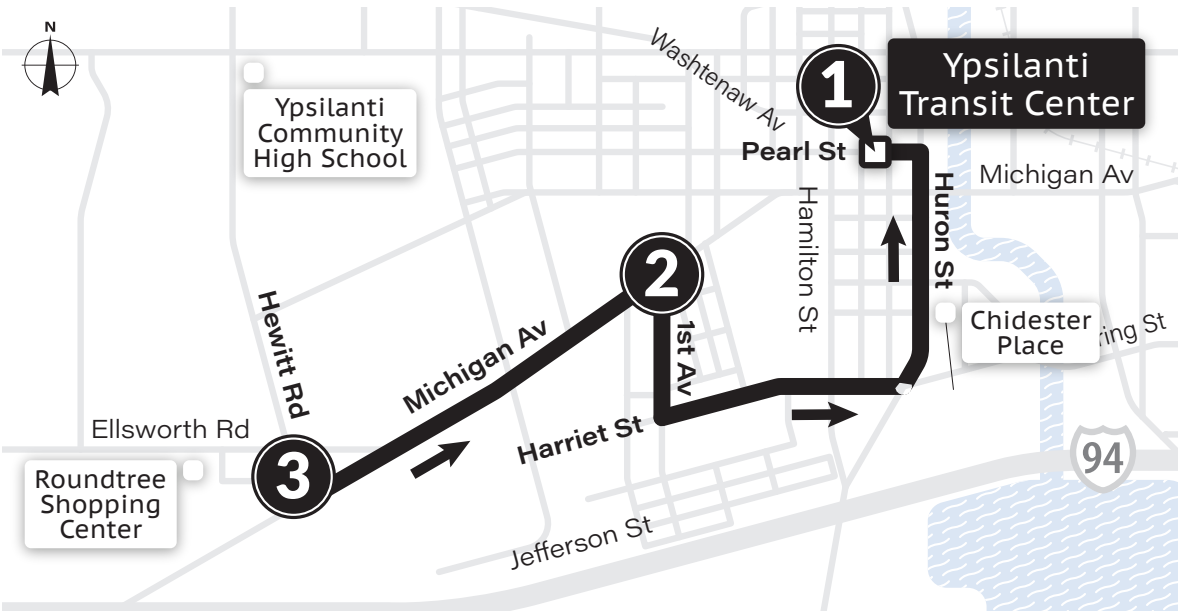 N
Washtenaw Av
1
Ypsilanti
Transit Center
Ypsilanti
Community
High School
Pearl St
Michigan Av
Hamilton St
Huron St
2
Hewitt Rd
Michigan Av
1st Av
Chidester
Place
ring St
Ellsworth Rd
Harriet St
3
94
Roundtree
Shopping
Center
Jefferson St